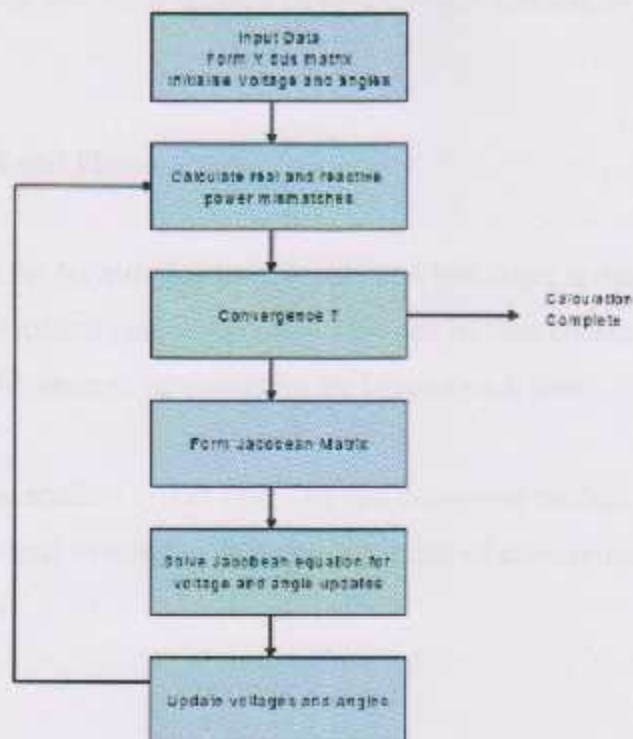 Input Data
Form Y bus matrix
Initialise Voltage and angles
Calculate real and reactive
power mismatches
Convergence ?
Calculation
Complete
Form Jacobean Matrix
Solve Jacobean equation for
voltage and angle updates
Update voltages and angles